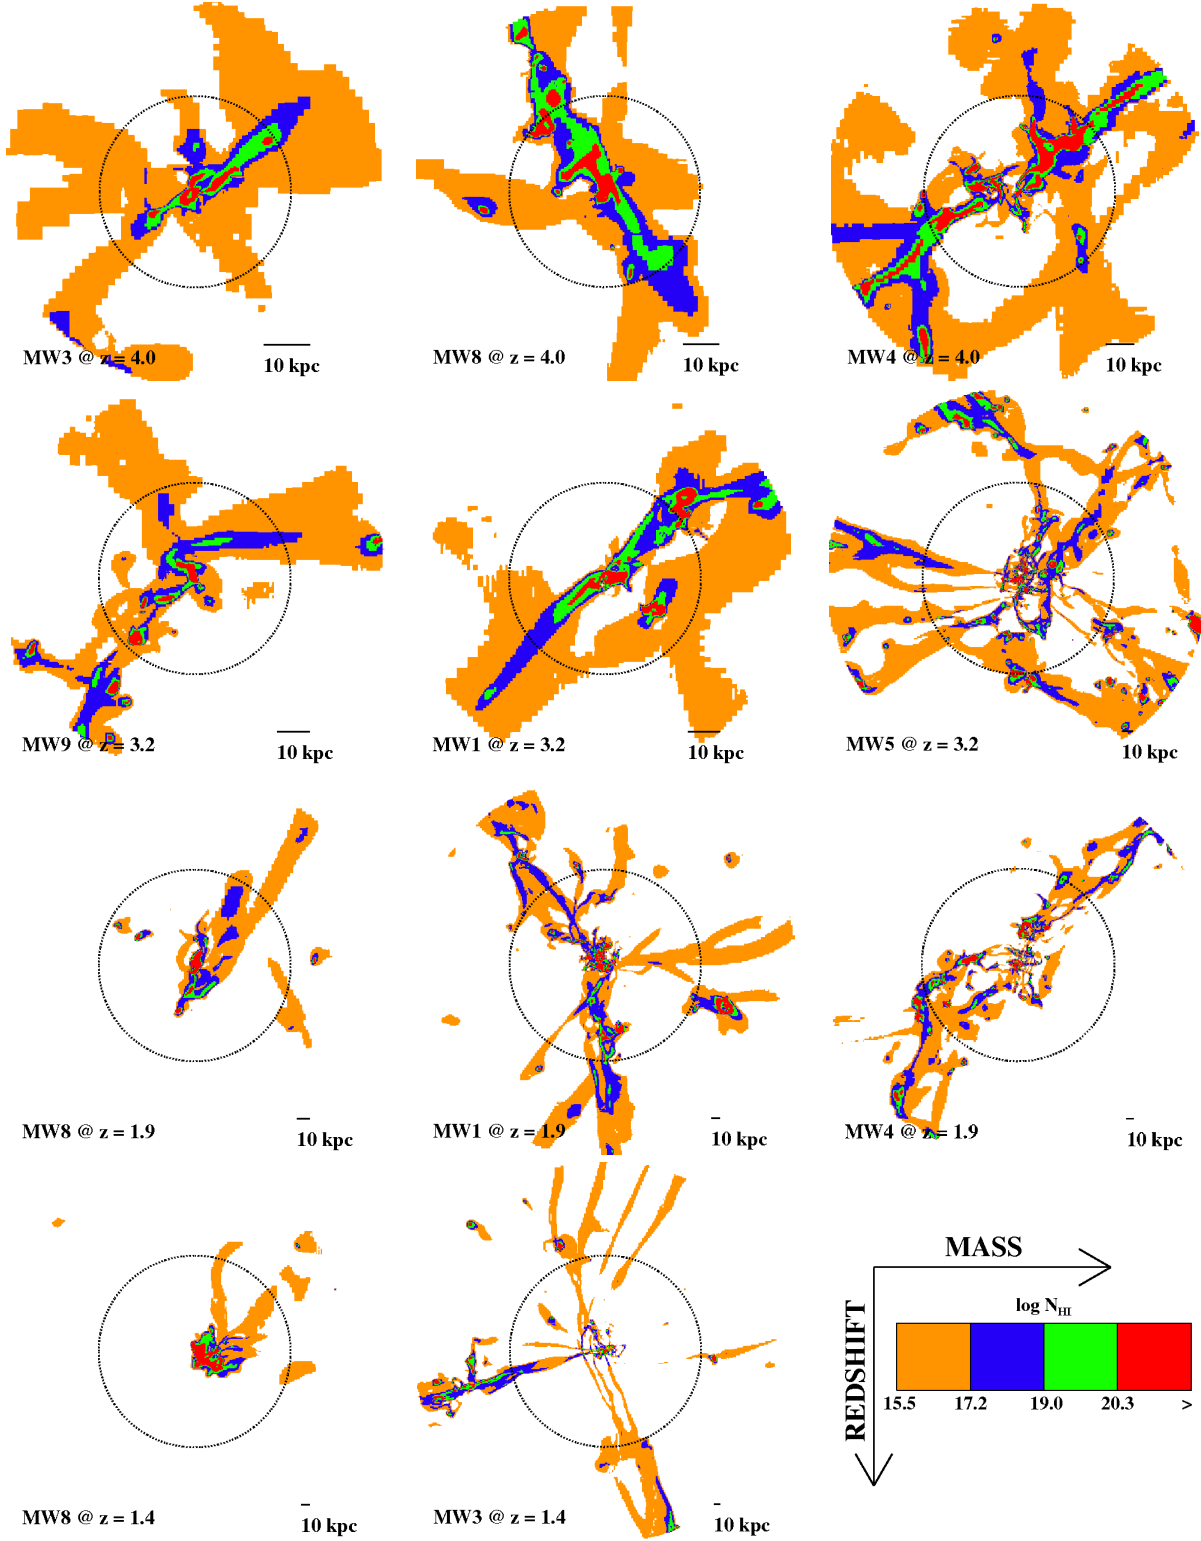 MW3 @ z = 4.0
10 kpc
MW8 @ z = 4.0
10 kpc
MW4 @ z = 4.0
10 kpc
MW9 @ z = 3.2
10 kpc
MW1 @ z = 3.2
10 kpc
MW5 @ z = 3.2
10 kpc
MW8 @ z = 1.9
10 kpc
MW1 @ z = 1.9
10 kpc
MW4 @ z = 1.9
10 kpc
MW8 @ z = 1.4
10 kpc
MW3 @ z = 1.4
10 kpc
MASS
REDSHIFT
log N_HI
15.5 17.2 19.0 20.3 >